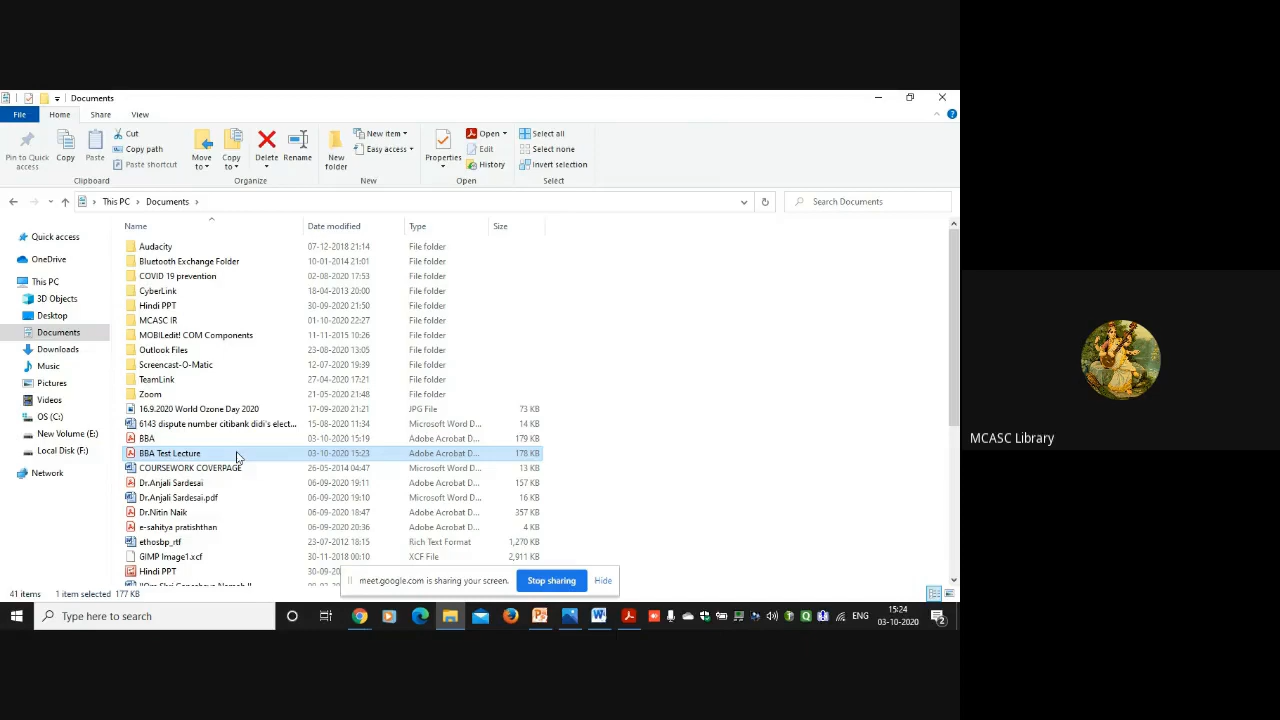 Documents
File Home Share View
Pin to Quick access
Copy
Paste
Cut
Copy path
Paste shortcut
Clipboard
Move to
Copy to
Delete
Rename
Organize
New folder
New item
Easy access
New
Properties
Open
Edit
History
Open
Select all
Select none
Invert selection
Select
This PC Documents
Search Documents
Quick access
OneDrive
This PC
3D Objects
Desktop
Documents
Downloads
Music
Pictures
Videos
OS (C:)
New Volume (E:)
Local Disk (F:)
Network
Name Date modified Type Size
Audacity 07-12-2018 21:14 File folder
Bluetooth Exchange Folder 10-01-2014 21:01 File folder
COVID 19 prevention 02-08-2020 17:53 File folder
CyberLink 18-04-2013 20:00 File folder
Hindi PPT 30-09-2020 21:50 File folder
MCASC IR 01-10-2020 22:27 File folder
MOBILedit! COM Components 11-11-2015 10:26 File folder
Outlook Files 23-08-2020 13:05 File folder
Screencast-O-Matic 12-07-2020 19:39 File folder
TeamLink 27-04-2020 17:21 File folder
Zoom 21-05-2020 21:48 File folder
16.9.2020 World Ozone Day 2020 17-09-2020 21:21 JPG File 73 KB
6143 dispute number citibank didi's elect... 15-08-2020 11:34 Microsoft Word D... 14 KB
BBA 03-10-2020 15:19 Adobe Acrobat D... 179 KB
BBA Test Lecture 03-10-2020 15:23 Adobe Acrobat D... 178 KB
COURSEWORK COVERPAGE 26-05-2014 04:47 Microsoft Word D... 13 KB
Dr.Anjali Sardesai 06-09-2020 19:11 Adobe Acrobat D... 157 KB
Dr.Anjali Sardesai.pdf 06-09-2020 19:10 Microsoft Word D... 16 KB
Dr.Nitin Naik 06-09-2020 18:47 Adobe Acrobat D... 357 KB
e-sahitya pratishthan 06-09-2020 20:36 Adobe Acrobat D... 4 KB
ethosbp_rtf 23-07-2012 18:15 Rich Text Format 1,270 KB
GIMP Image1.xcf 30-11-2018 00:10 XCF File 2,911 KB
Hindi PPT 30-09
meet.google.com is sharing your screen. Stop sharing Hide
41 items 1 item selected 177 KB
Type here to search
ENG
15:24
03-10-2020
2
MCASC Library